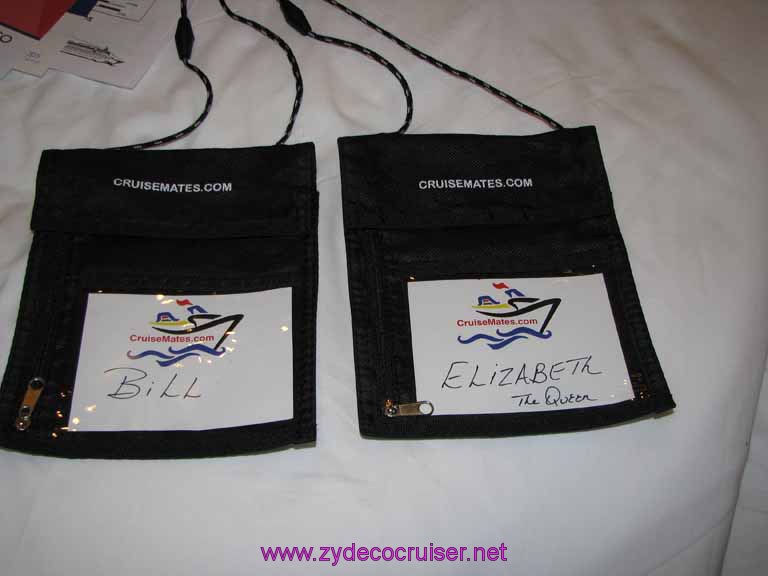 CRUISEMATES.COM
CruiseMates.com
BiLL
CRUISEMATES.COM
CruiseMates.com
ELIZABETH
The Queen
www.zydecocruiser.net